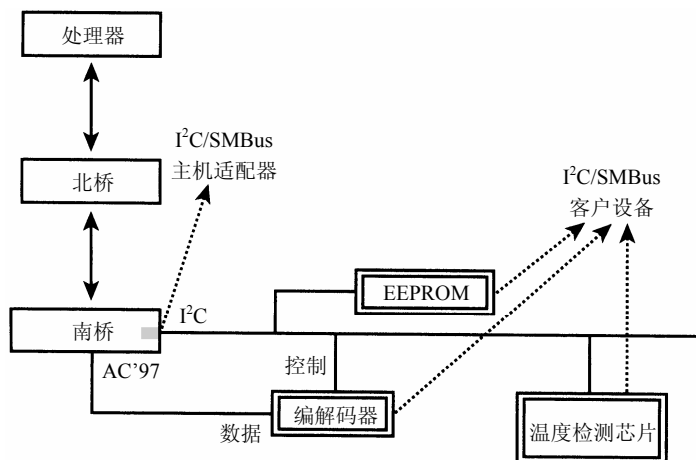 处理器
I²C/SMBus
主机适配器
北桥
I²C/SMBus
客户设备
EEPROM
南桥
I²C
AC’97
控制
数据
编解码器
温度检测芯片